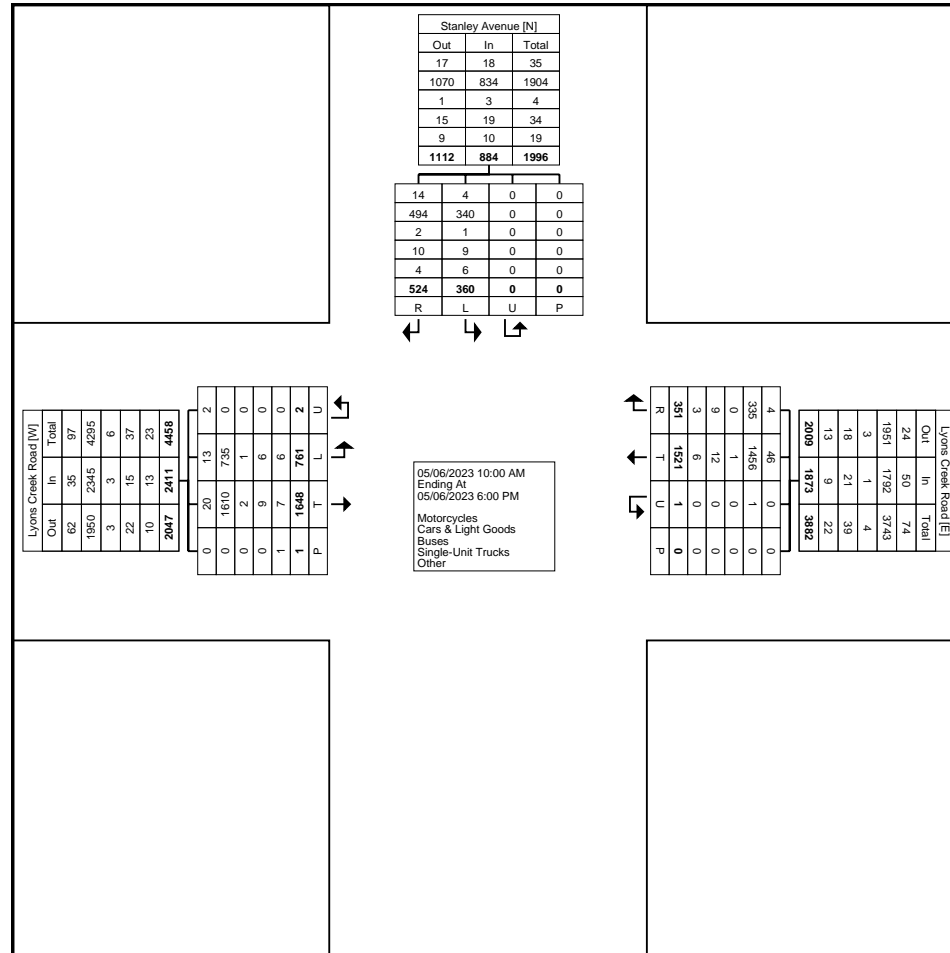 Stanley Avenue [N]
Out In Total
17 18 35
1070 834 1904
1 3 4
15 19 34
9 10 19
1112 884 1996
14 4 0 0
494 340 0 0
2 1 0 0
10 9 0 0
4 6 0 0
524 360 0 0
R L U P
Lyons Creek Road [W]
Out In Total
62 35 97
1950 2345 4295
3 3 6
22 15 37
10 13 23
2047 2411 4458
0 20 13 2
0 1610 735 0
0 2 1 0
0 9 6 0
1 7 6 0
1 1648 761 2
P T L U
05/06/2023 10:00 AM
Ending At
05/06/2023 6:00 PM
Motorcycles
Cars & Light Goods
Buses
Single-Unit Trucks
Other
Lyons Creek Road [E]
Out In Total
24 50 74
1951 1792 3743
3 1 4
18 21 39
13 9 22
2009 1873 3882
4 46 0 0
335 1456 1 0
0 1 0 0
9 12 0 0
3 6 0 0
351 1521 1 0
R T U P